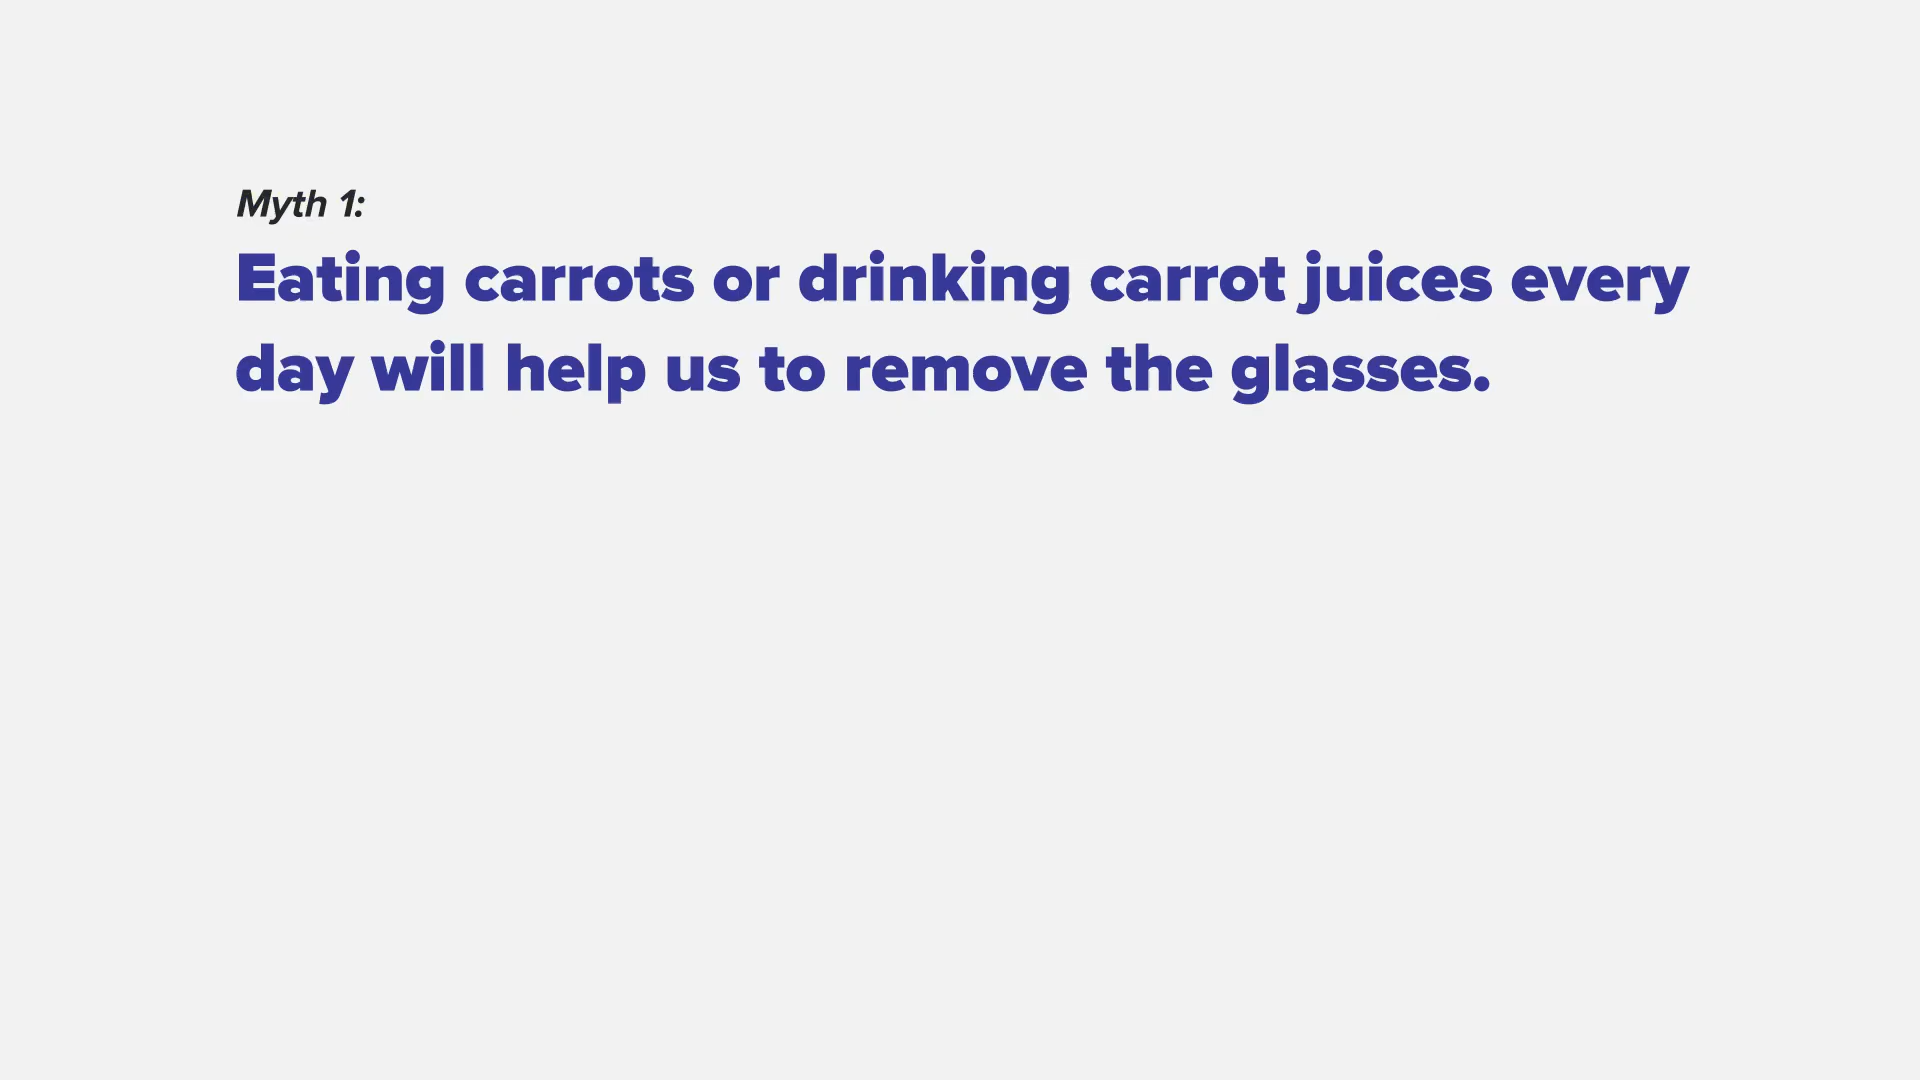 Myth 1:
Eating carrots or drinking carrot juices every
day will help us to remove the glasses.